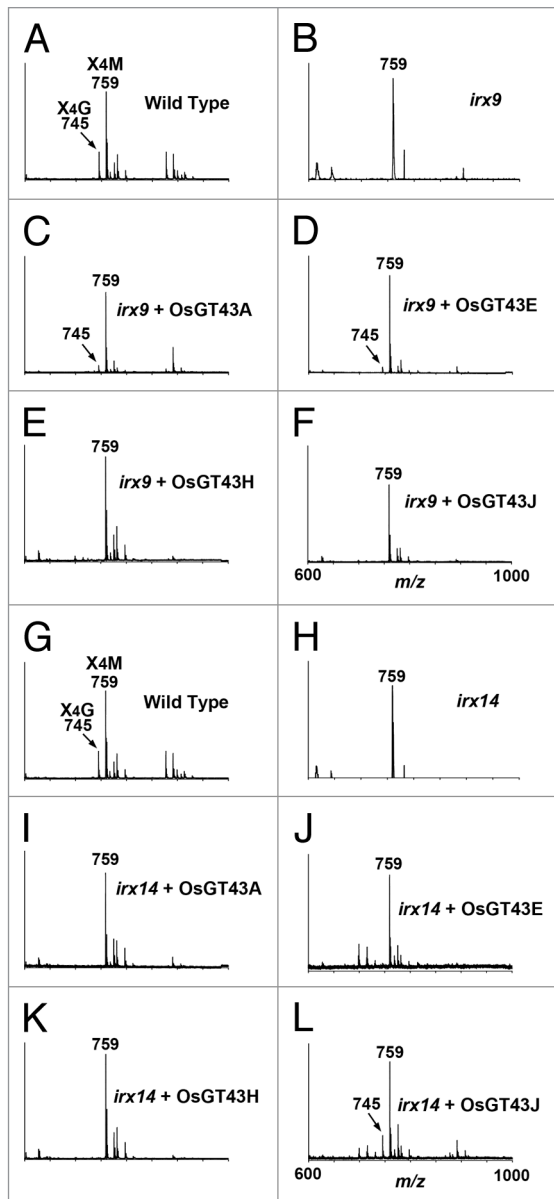 A
X4M
759
X4G
745
Wild Type
B
759
irx9
C
759
irx9 + OsGT43A
745
D
759
irx9 + OsGT43E
745
E
759
irx9 + OsGT43H
F
759
irx9 + OsGT43J
600
m/z
1000
G
X4M
759
X4G
745
Wild Type
H
759
irx14
I
759
irx14 + OsGT43A
J
759
irx14 + OsGT43E
K
759
irx14 + OsGT43H
L
759
745
irx14 + OsGT43J
600
m/z
1000